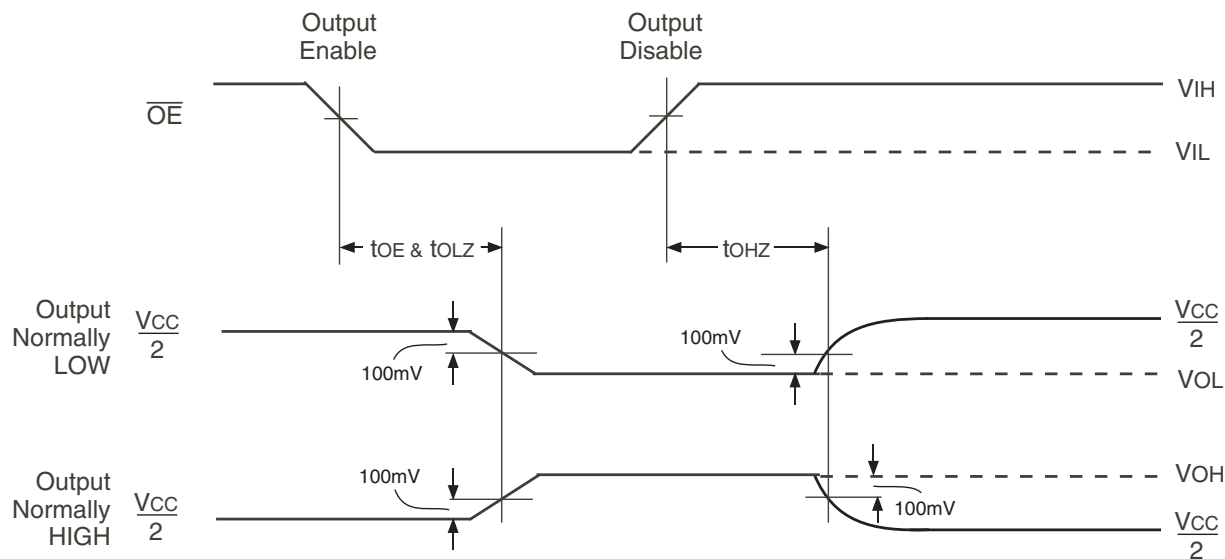 Output
Enable
Output
Disable
OE
VIH
VIL
tOE & tOLZ
tOHZ
Output
Normally
LOW
VCC
2
100mV
100mV
VCC
2
VOL
Output
Normally
HIGH
VCC
2
100mV
VOH
100mV
VCC
2